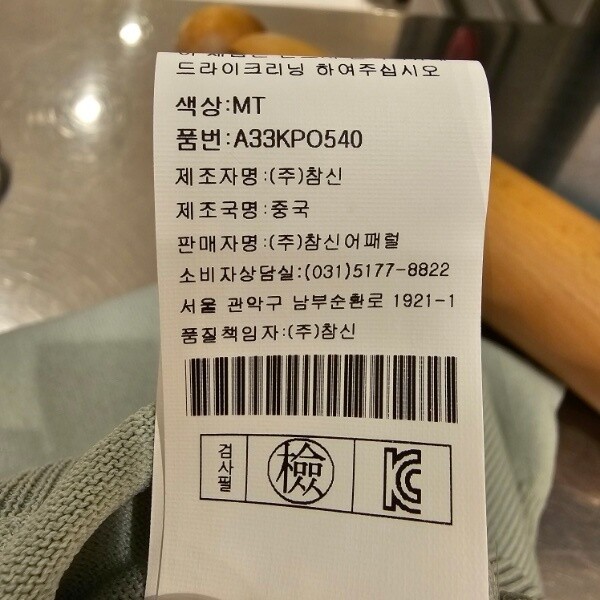 드라이크리닝 하여주십시오
색상:MT
품번:A33KPO540
제조자명:(주)참신
제조국명:중국
판매자명:(주)참신어패럴
소비자상담실:(031)5177-8822
서울 관악구 남부순환로 1921-1
품질책임자:(주)참신
검사필 檢 KC